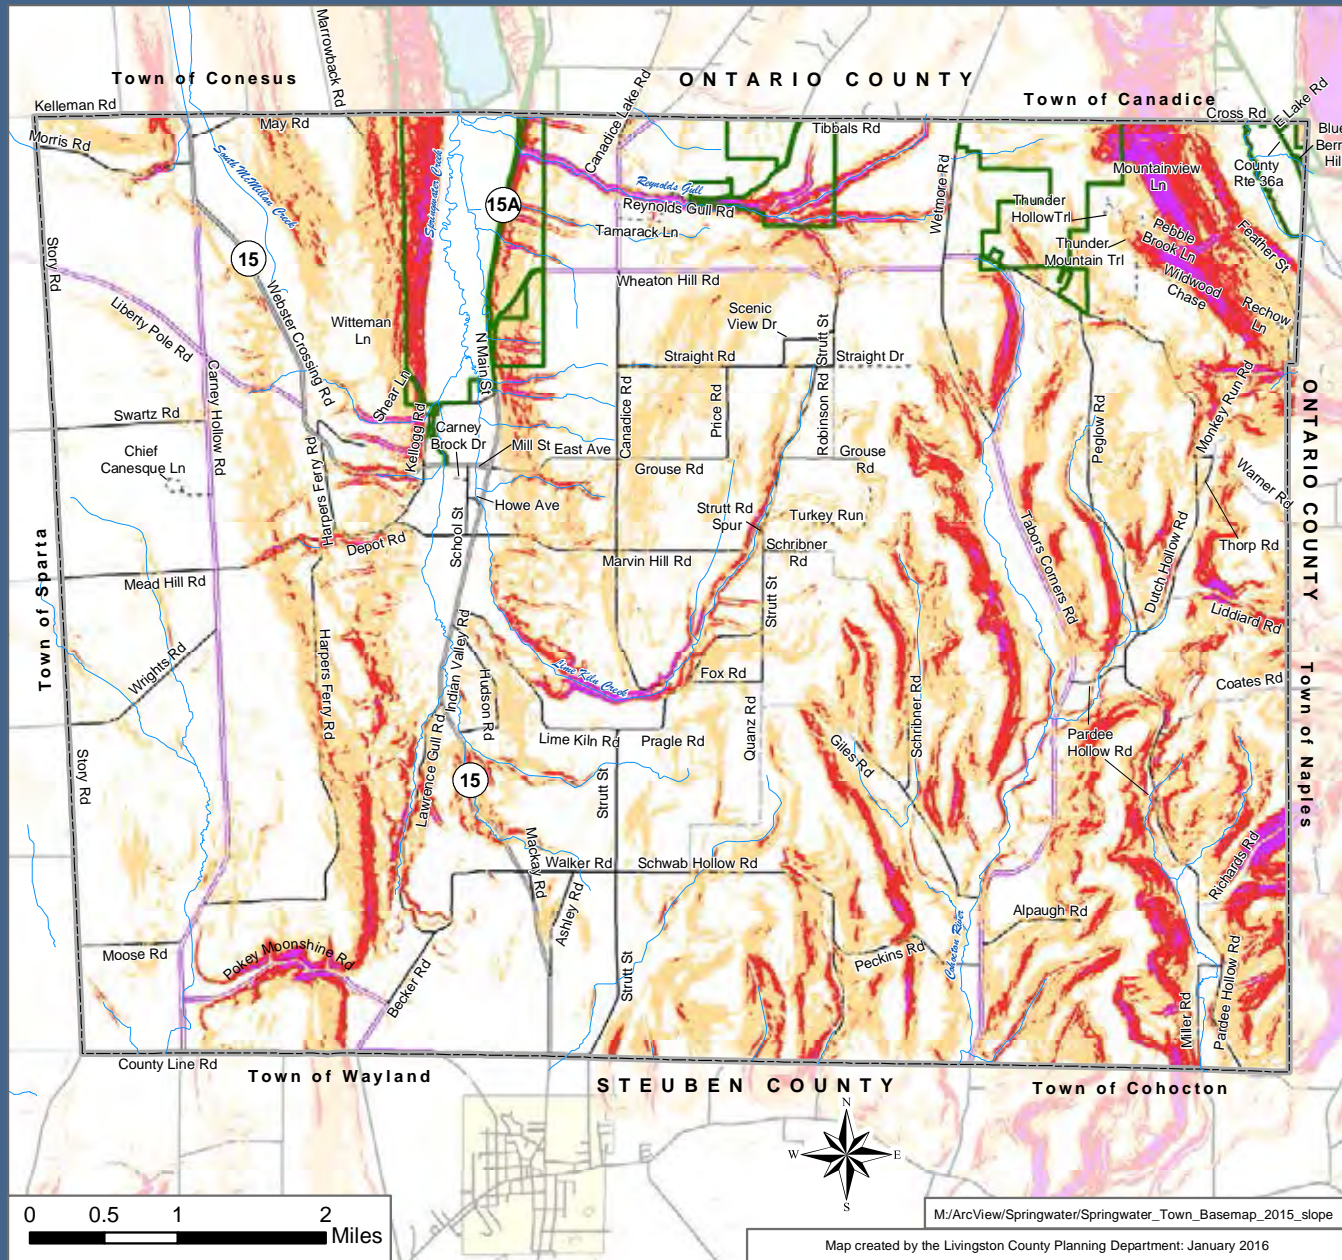 Marrowback Rd
Town of Conesus
ONTARIO COUNTY
Town of Canadice
Kelleman Rd
May Rd
Morris Rd
Canadice Lake Rd
Tibbals Rd
Cross Rd
E Lake Rd
Blue
Berr
Hil
County
Rte 36a
South McMillan Creek
Springwater Creek
15A
Reynolds Gull
Reynolds Gull Rd
Tamarack Ln
Wetmore Rd
Mountainview
Ln
Thunder
HollowTrl
Thunder
Mountain Trl
Pebble
Brook Ln
Feather St
Wildwood
Chase
Rechow
Ln
Story Rd
15
Liberty Pole Rd
Webster Crossing Rd
Witteman
Ln
Wheaton Hill Rd
Scenic
View Dr
Strutt St
Straight Rd
Straight Dr
N Main St
Shear Ln
Carney Hollow Rd
Swartz Rd
Chief
Canesque Ln
Harpers Ferry Rd
Kellogg Rd
Carney
Brock Dr
Mill St
East Ave
Canadice Rd
Price Rd
Robinson Rd
Grouse Rd
Grouse
Rd
Peglow Rd
Monkey Run Rd
Warner Rd
ONTARIO COUNTY
Howe Ave
School St
Strutt Rd
Spur
Turkey Run
Schribner
Rd
Tabors Corners Rd
Dutch Hollow Rd
Thorp Rd
Depot Rd
Marvin Hill Rd
Mead Hill Rd
Town of Sparta
Strutt St
Liddiard Rd
Wrights Rd
Harpers Ferry Rd
Indian Valley Rd
Hudson Rd
Lime Kiln Creek
Fox Rd
Quanz Rd
Schribner Rd
Coates Rd
Town of Naples
Lime Kiln Rd
Pragle Rd
Giles Rd
Pardee
Hollow Rd
Story Rd
Lawrence Gull Rd
15
Strutt St
Mackay Rd
Walker Rd
Schwab Hollow Rd
Richards Rd
Ashley Rd
Alpaugh Rd
Cohocton River
Moose Rd
Pokey Moonshine Rd
Becker Rd
Strutt St
Peckins Rd
Miller Rd
Pardee Hollow Rd
County Line Rd
Town of Wayland
STEUBEN COUNTY
Town of Cohocton
N
W
E
S
0 0.5 1 2
Miles
M:/ArcView/Springwater/Springwater_Town_Basemap_2015_slope
Map created by the Livingston County Planning Department: January 2016